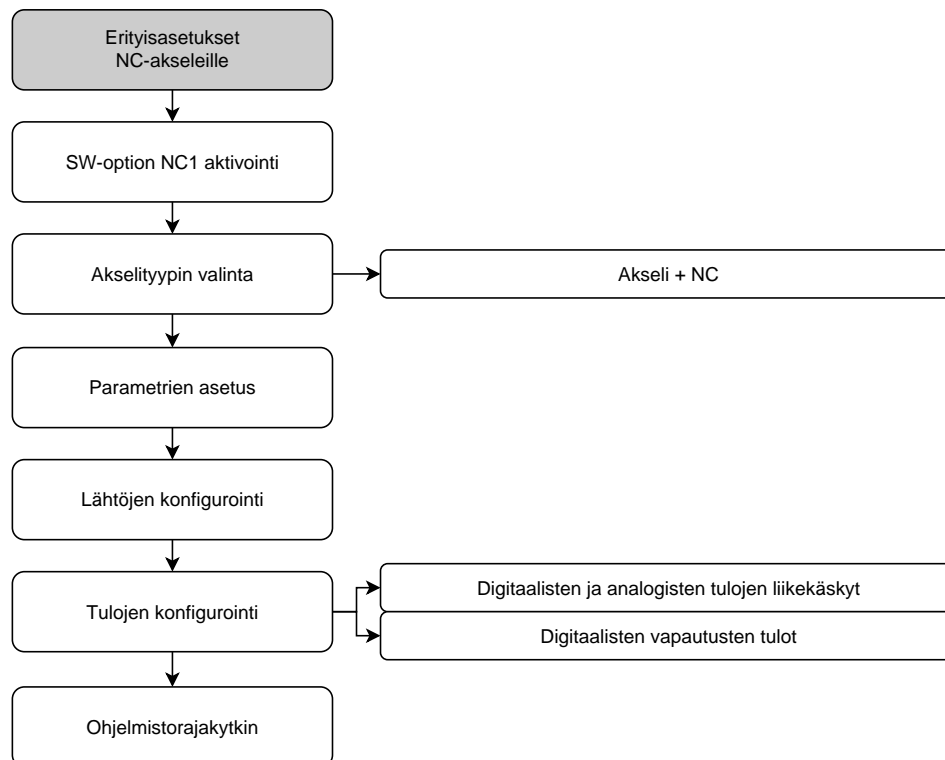 Erityisasetukset
NC-akseleille
SW-option NC1 aktivointi
Akselityypin valinta
Akseli + NC
Parametrien asetus
Lähtöjen konfigurointi
Tulojen konfigurointi
Digitaalisten ja analogisten tulojen liikekäskyt
Digitaalisten vapautusten tulot
Ohjelmistorajakytkin